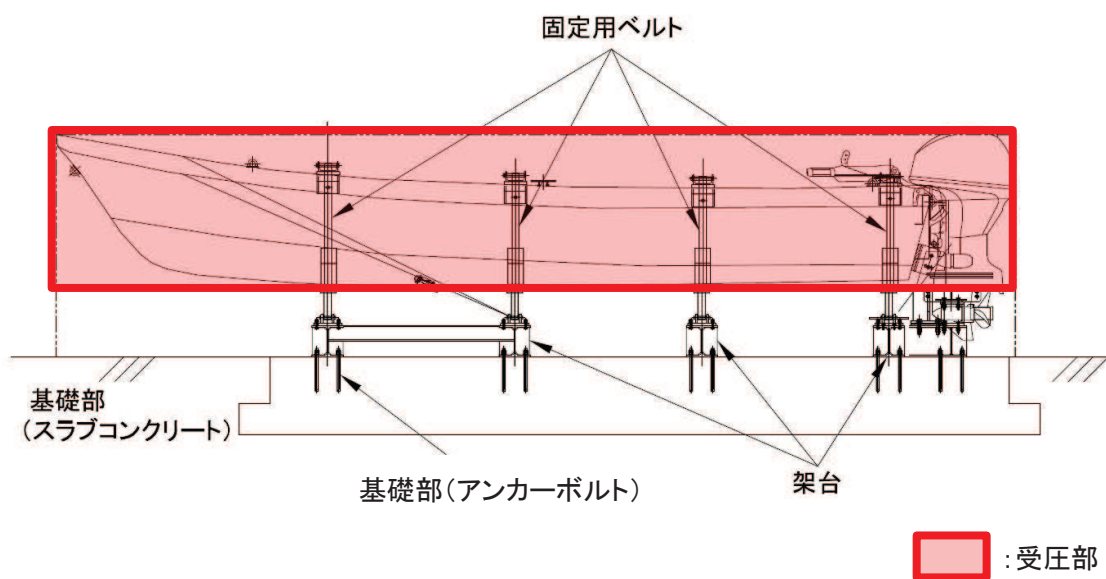 固定用ベルト
基礎部
(スラブコンクリート)
基礎部(アンカーボルト)
架台
:受圧部